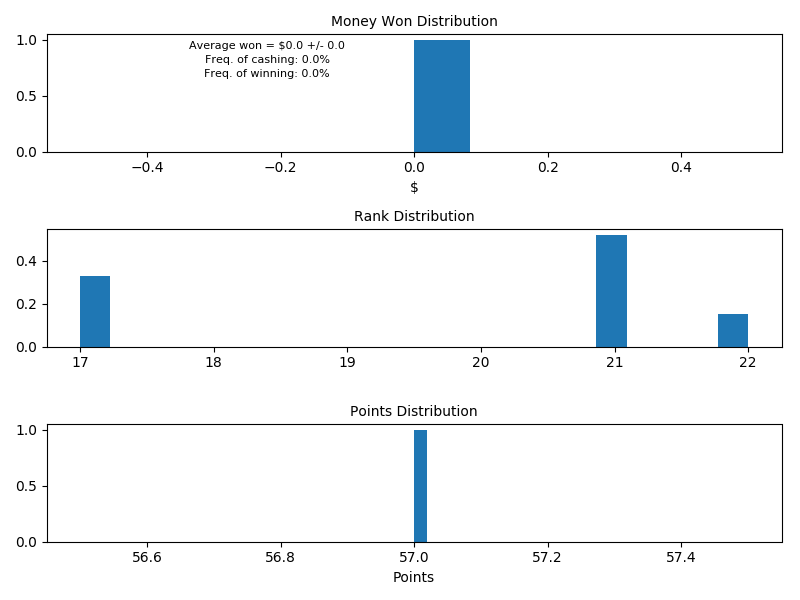 Money Won Distribution
Average won = $0.0 +/- 0.0
Freq. of cashing: 0.0%
Freq. of winning: 0.0%
1.0
0.5
0.0
−0.4 −0.2 0.0 0.2 0.4
$
Rank Distribution
0.4
0.2
0.0
17 18 19 20 21 22
Points Distribution
1.0
0.5
0.0
56.6 56.8 57.0 57.2 57.4
Points